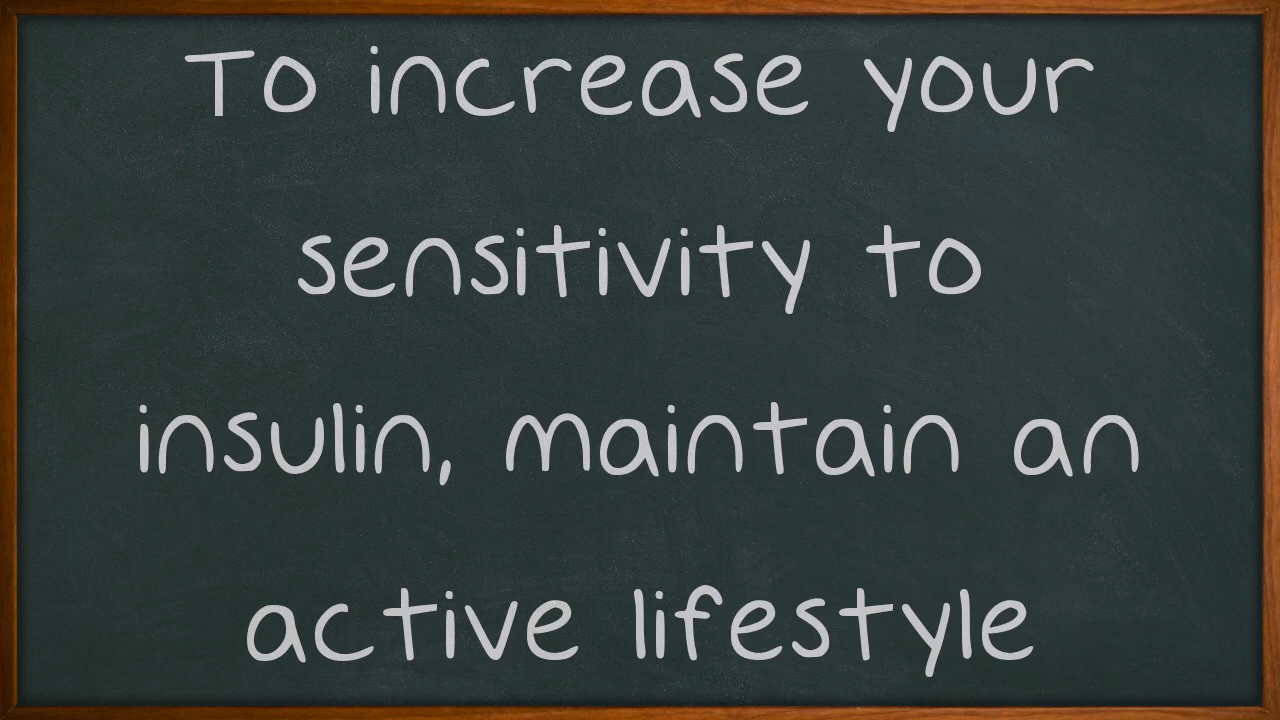 To increase your
sensitivity to
insulin, maintain an
active lifestyle